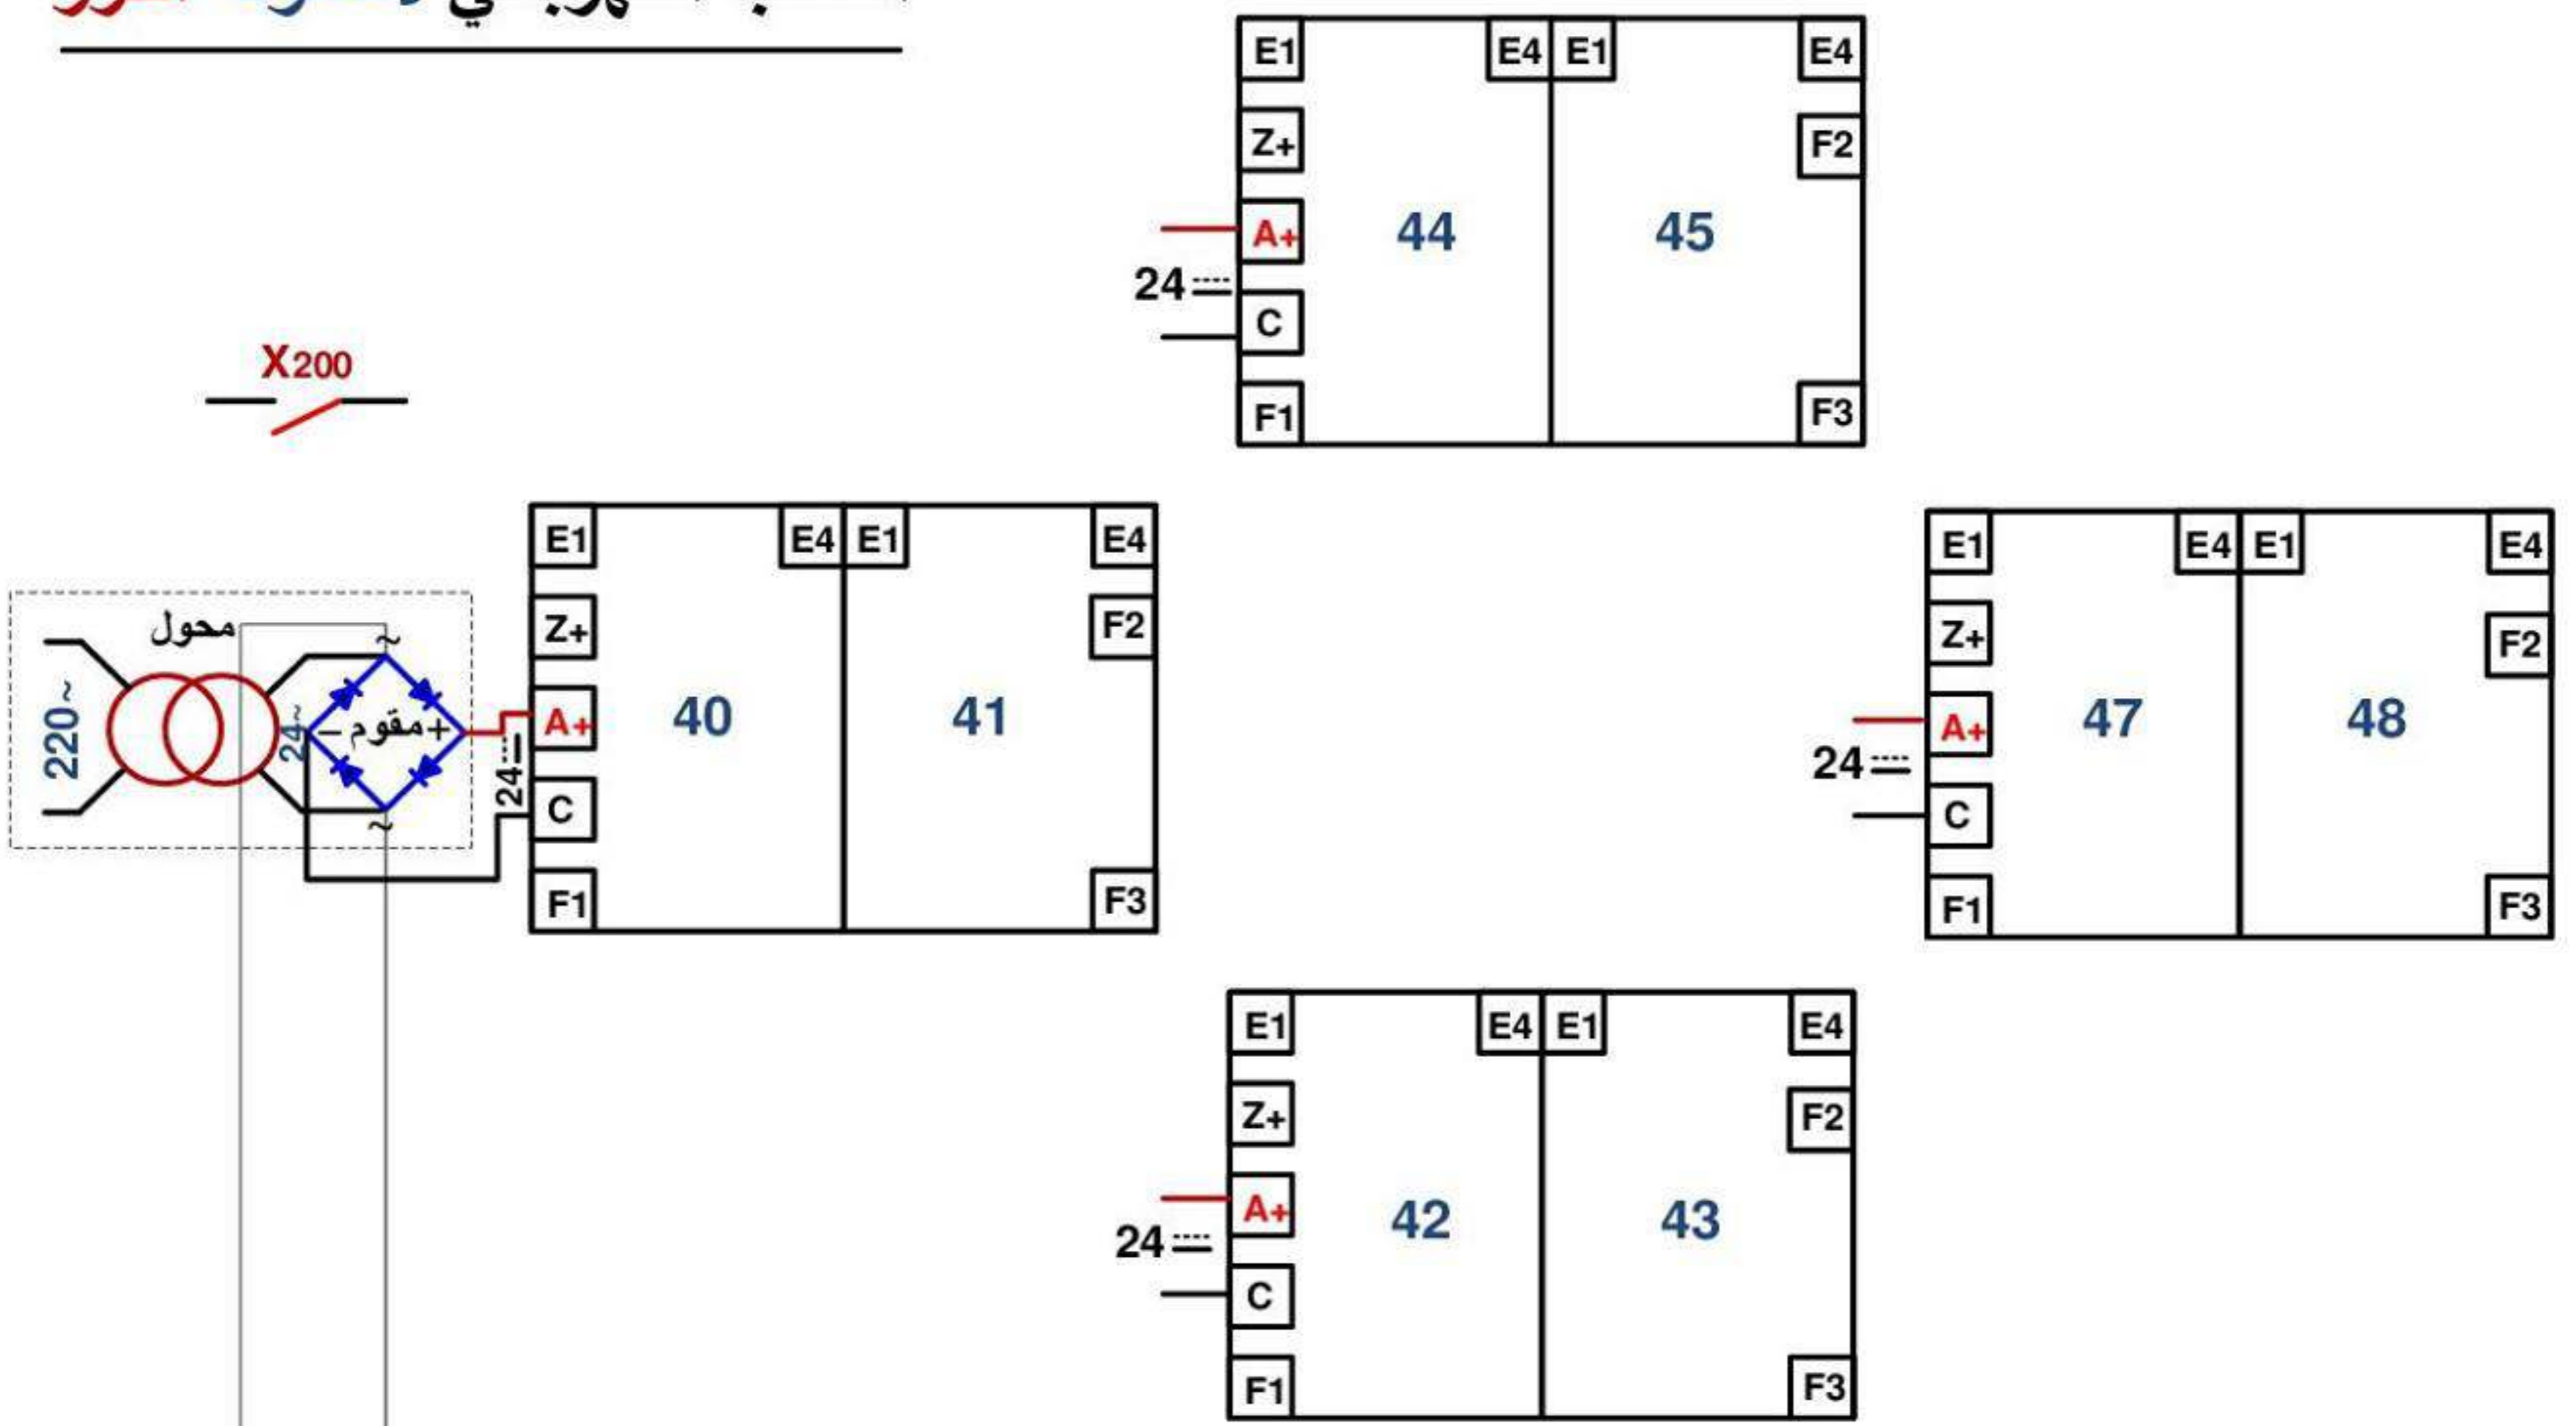 E1 E4 E1 E4
Z+ F2
A+ 44 45
24
C
F1 F3
X200
E1 E4 E1 E4
Z+ F2
A+ 40 41
24
C
F1 F3
محول
220~
24~
~
- مقوم +
~
E1 E4 E1 E4
Z+ F2
A+ 47 48
24
C
F1 F3
E1 E4 E1 E4
Z+ F2
A+ 42 43
24
C
F1 F3